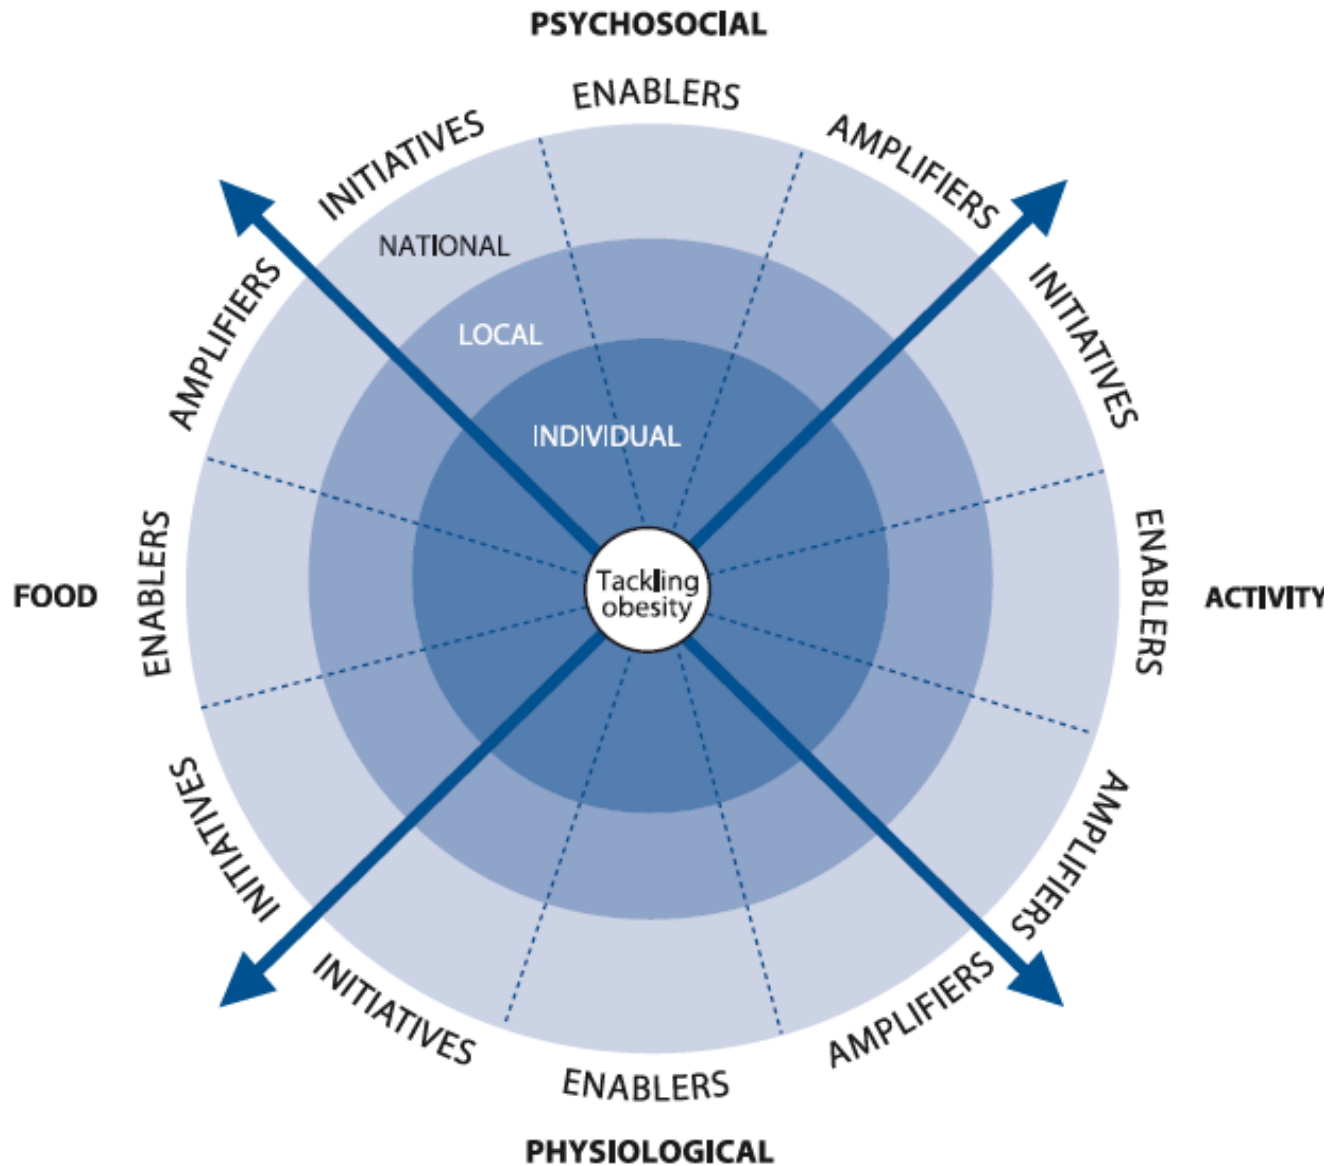 PSYCHOSOCIAL
ENABLERS
INITIATIVES
AMPLIFIERS
NATIONAL
AMPLIFIERS
INITIATIVES
LOCAL
INDIVIDUAL
ENABLERS
ENABLERS
FOOD
Tackling
obesity
ACTIVITY
INITIATIVES
AMPLIFIERS
INITIATIVES
AMPLIFIERS
ENABLERS
PHYSIOLOGICAL